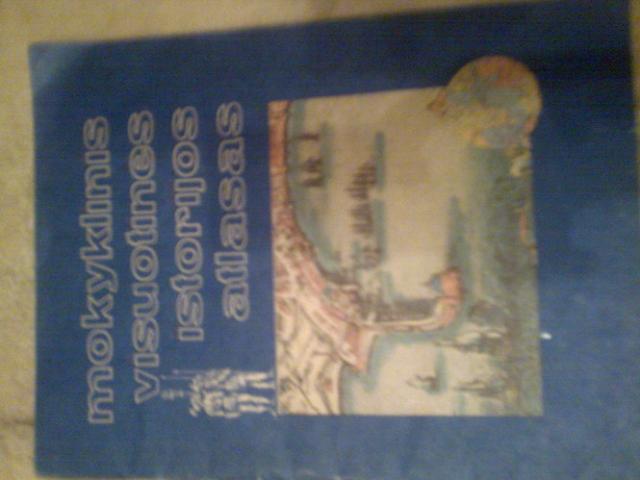 mokyklinis
visuotinės
istorijos
atlasas